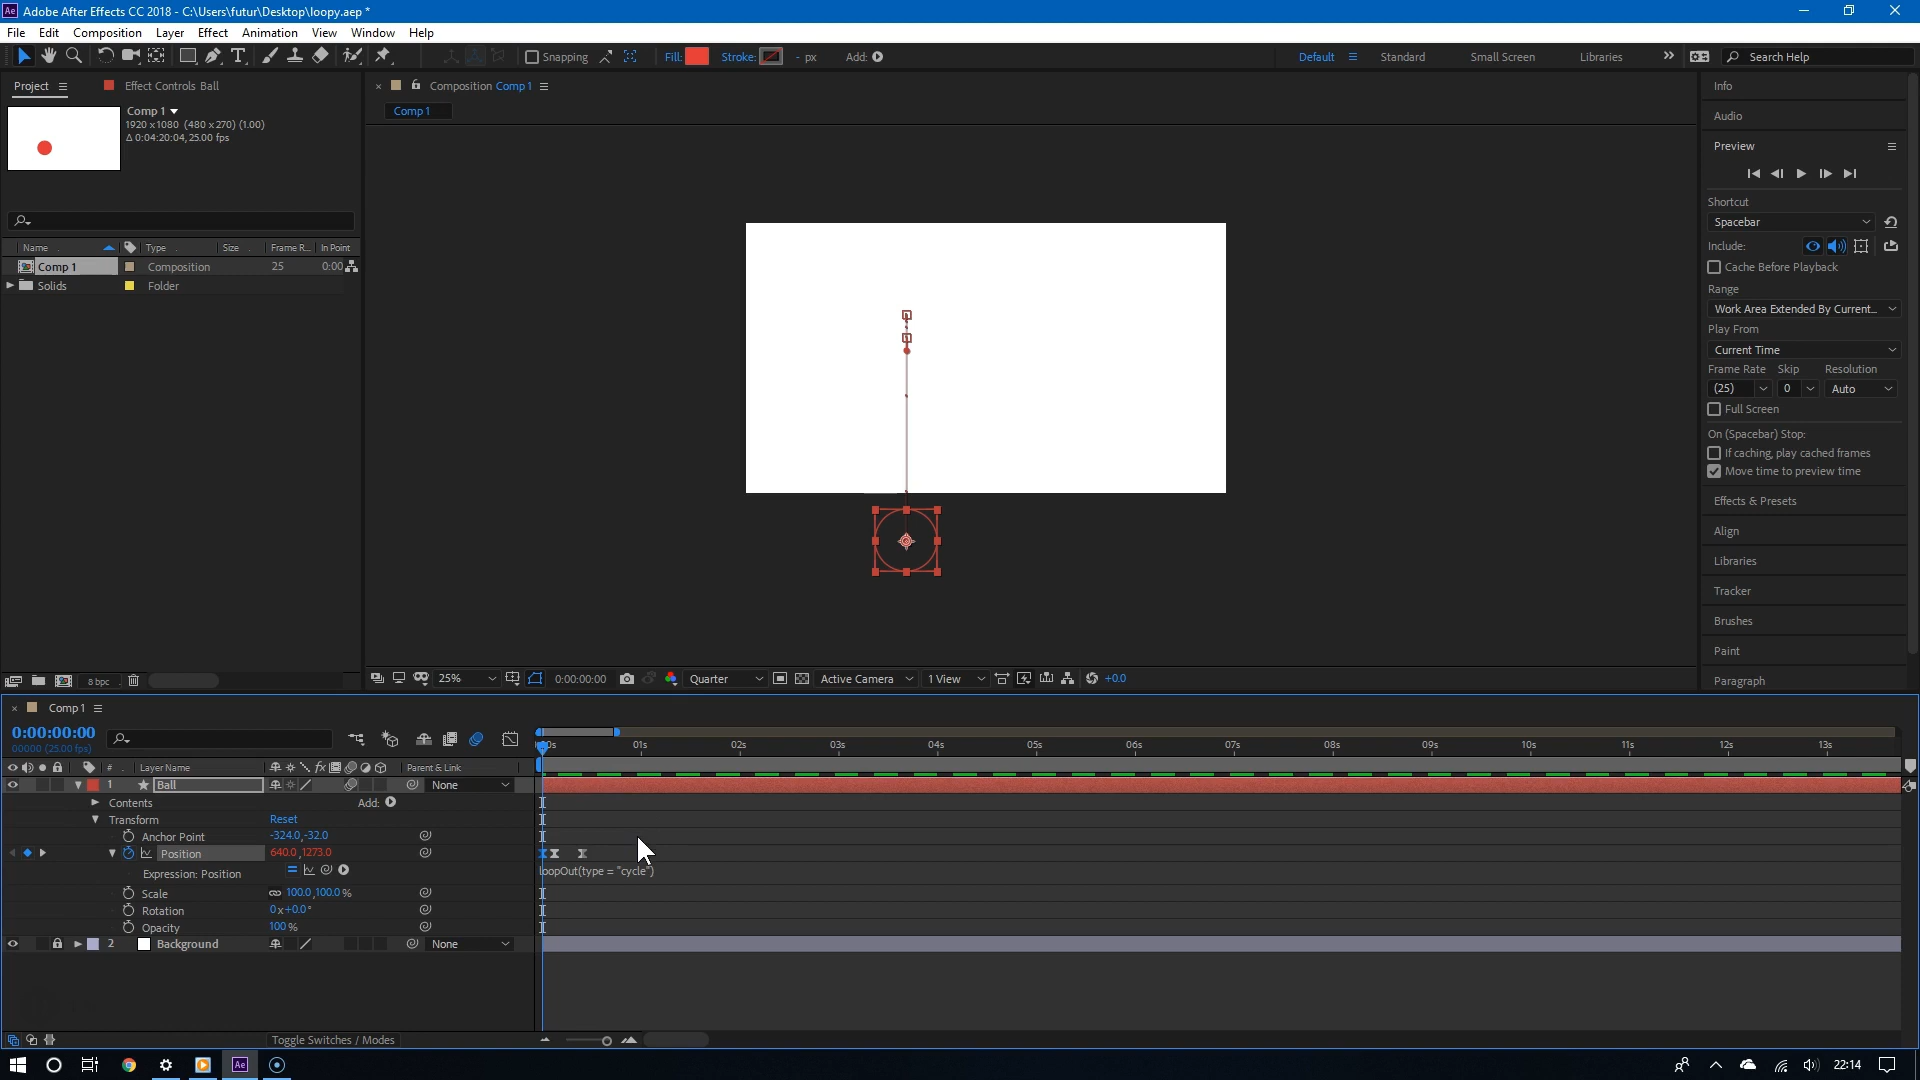 Adobe After Effects CC 2018 - C:\Users\futur\Desktop\loopy.aep *
File Edit Composition Layer Effect Animation View Window Help
Snapping Fill: Stroke: - px Add: Default Standard Small Screen Libraries Search Help
Project Effect Controls Ball
Composition Comp 1
Info
Comp 1
1920 x1080 (480 x 270) (1.00)
Δ 0:04:20:04, 25.00 fps
Comp 1
Audio
Preview
Shortcut
Spacebar
Include:
Cache Before Playback
Range
Work Area Extended By Current...
Play From
Current Time
Frame Rate Skip Resolution
(25) 0 Auto
Full Screen
On (Spacebar) Stop:
If caching, play cached frames
Move time to preview time
Effects & Presets
Align
Libraries
Tracker
Brushes
Paint
Paragraph
Name Type Size Frame R... In Point
Comp 1 Composition 25 0:00
Solids Folder
8 bpc
25% 0:00:00:00 Quarter Active Camera 1 View +0.0
Comp 1
0:00:00:00
00000 (25.00 fps)
01s 02s 03s 04s 05s 06s 07s 08s 09s 10s 11s 12s 13s
# Layer Name Parent & Link
1 Ball None
Contents Add:
Transform Reset
Anchor Point -324.0,-32.0
Position 640.0,1273.0
Expression: Position loopOut(type = "cycle")
Scale 100.0,100.0 %
Rotation 0x+0.0°
Opacity 100 %
2 Background None
Toggle Switches / Modes
Ae 22:14